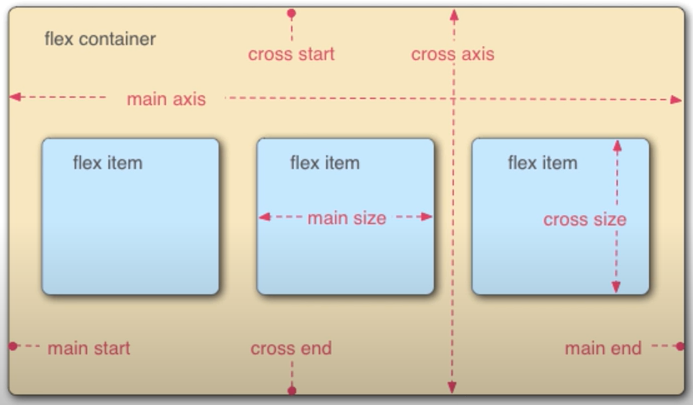 flex container
cross start
cross axis
main axis
flex item
flex item
flex item
main size
cross size
main start
cross end
main end